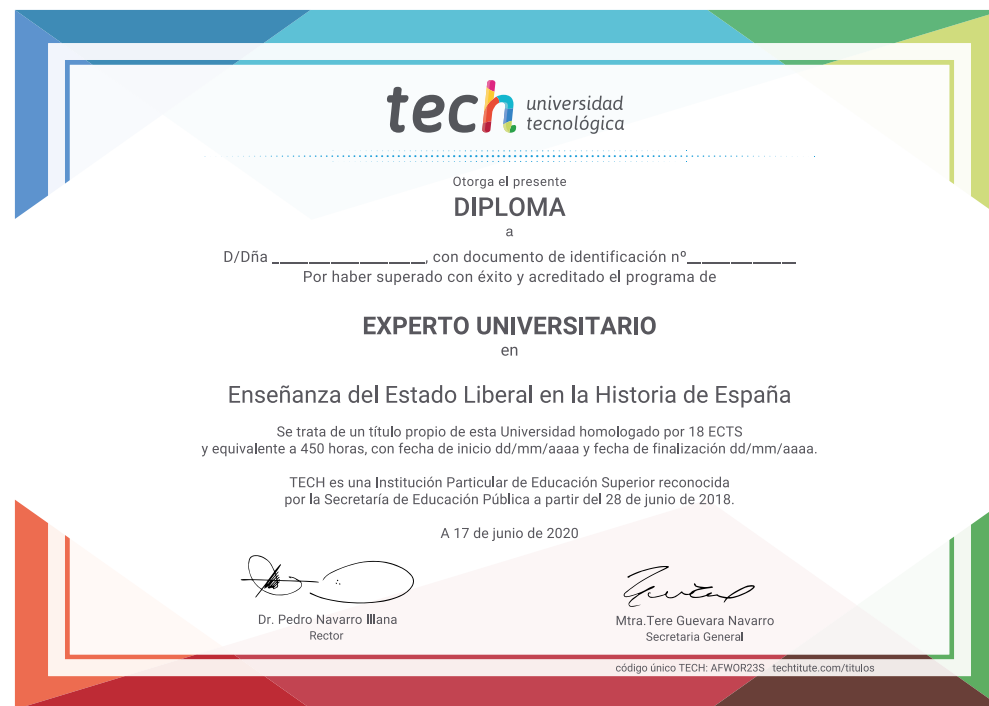 tech universidad
tecnológica
Otorga el presente
DIPLOMA
a
D/Dña ____________________, con documento de identificación nº______________
Por haber superado con éxito y acreditado el programa de
EXPERTO UNIVERSITARIO
en
Enseñanza del Estado Liberal en la Historia de España
Se trata de un título propio de esta Universidad homologado por 18 ECTS
y equivalente a 450 horas, con fecha de inicio dd/mm/aaaa y fecha de finalización dd/mm/aaaa.
TECH es una Institución Particular de Educación Superior reconocida
por la Secretaría de Educación Pública a partir del 28 de junio de 2018.
A 17 de junio de 2020
Dr. Pedro Navarro Illana
Rector
Mtra.Tere Guevara Navarro
Secretaria General
código único TECH: AFWOR23S techtitute.com/titulos